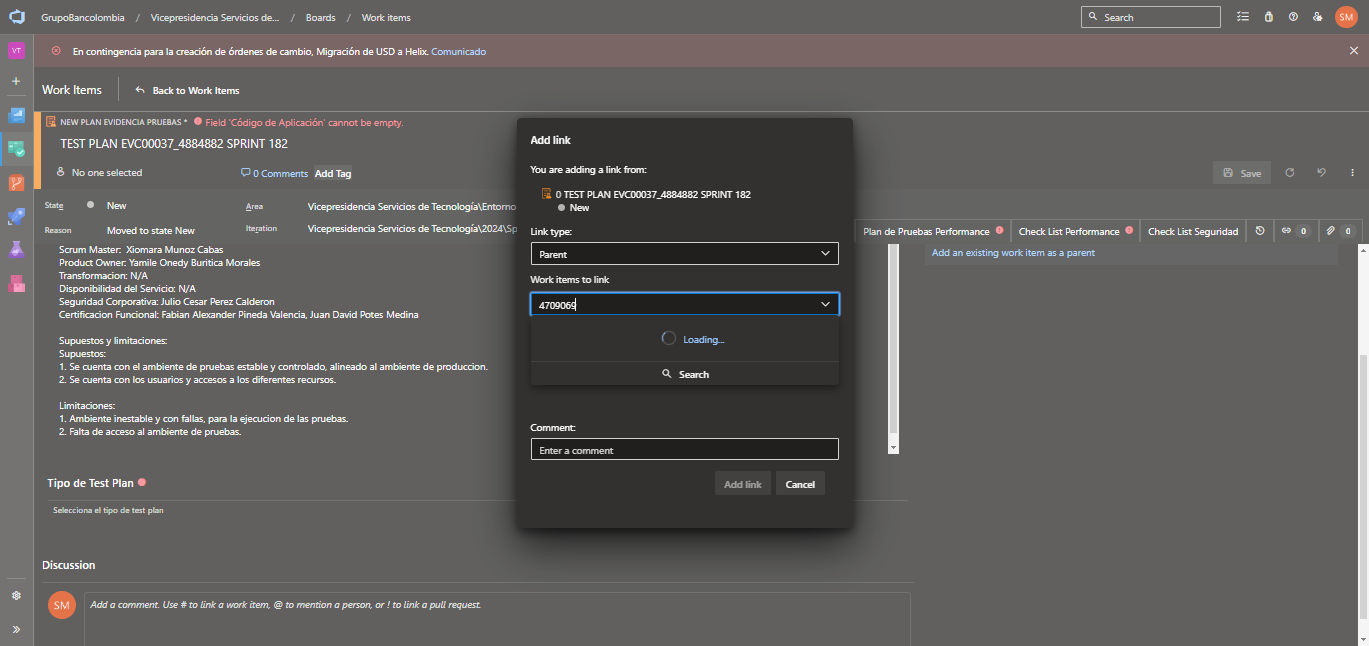 GrupoBancolombia / Vicepresidencia Servicios de... / Boards / Work items
Search
SM
VT
En contingencia para la creación de órdenes de cambio, Migración de USD a Helix. Comunicado
Work Items
Back to Work Items
NEW PLAN EVIDENCIA PRUEBAS * Field 'Código de Aplicación' cannot be empty.
TEST PLAN EVC00037_4884882 SPRINT 182
No one selected
0 Comments
Add Tag
Save
State New
Area Vicepresidencia Servicios de Tecnología\Entorno
Reason Moved to state New
Iteration Vicepresidencia Servicios de Tecnología\2024\Sp
Plan de Pruebas Performance
Check List Performance
Check List Seguridad
0
0
Scrum Master: Xiomara Munoz Cabas
Product Owner: Yamile Onedy Buritica Morales
Transformacion: N/A
Disponibilidad del Servicio: N/A
Seguridad Corporativa: Julio Cesar Perez Calderon
Certificacion Funcional: Fabian Alexander Pineda Valencia, Juan David Potes Medina
Supuestos y limitaciones:
Supuestos:
1. Se cuenta con el ambiente de pruebas estable y controlado, alineado al ambiente de produccion.
2. Se cuenta con los usuarios y accesos a los diferentes recursos.
Limitaciones:
1. Ambiente inestable y con fallas, para la ejecucion de las pruebas.
2. Falta de acceso al ambiente de pruebas.
Add an existing work item as a parent
Tipo de Test Plan
Selecciona el tipo de test plan
Discussion
SM
Add a comment. Use # to link a work item, @ to mention a person, or ! to link a pull request.
Add link
You are adding a link from:
0 TEST PLAN EVC00037_4884882 SPRINT 182
New
Link type:
Parent
Work items to link
4709069
Loading...
Search
Comment:
Enter a comment
Add link
Cancel